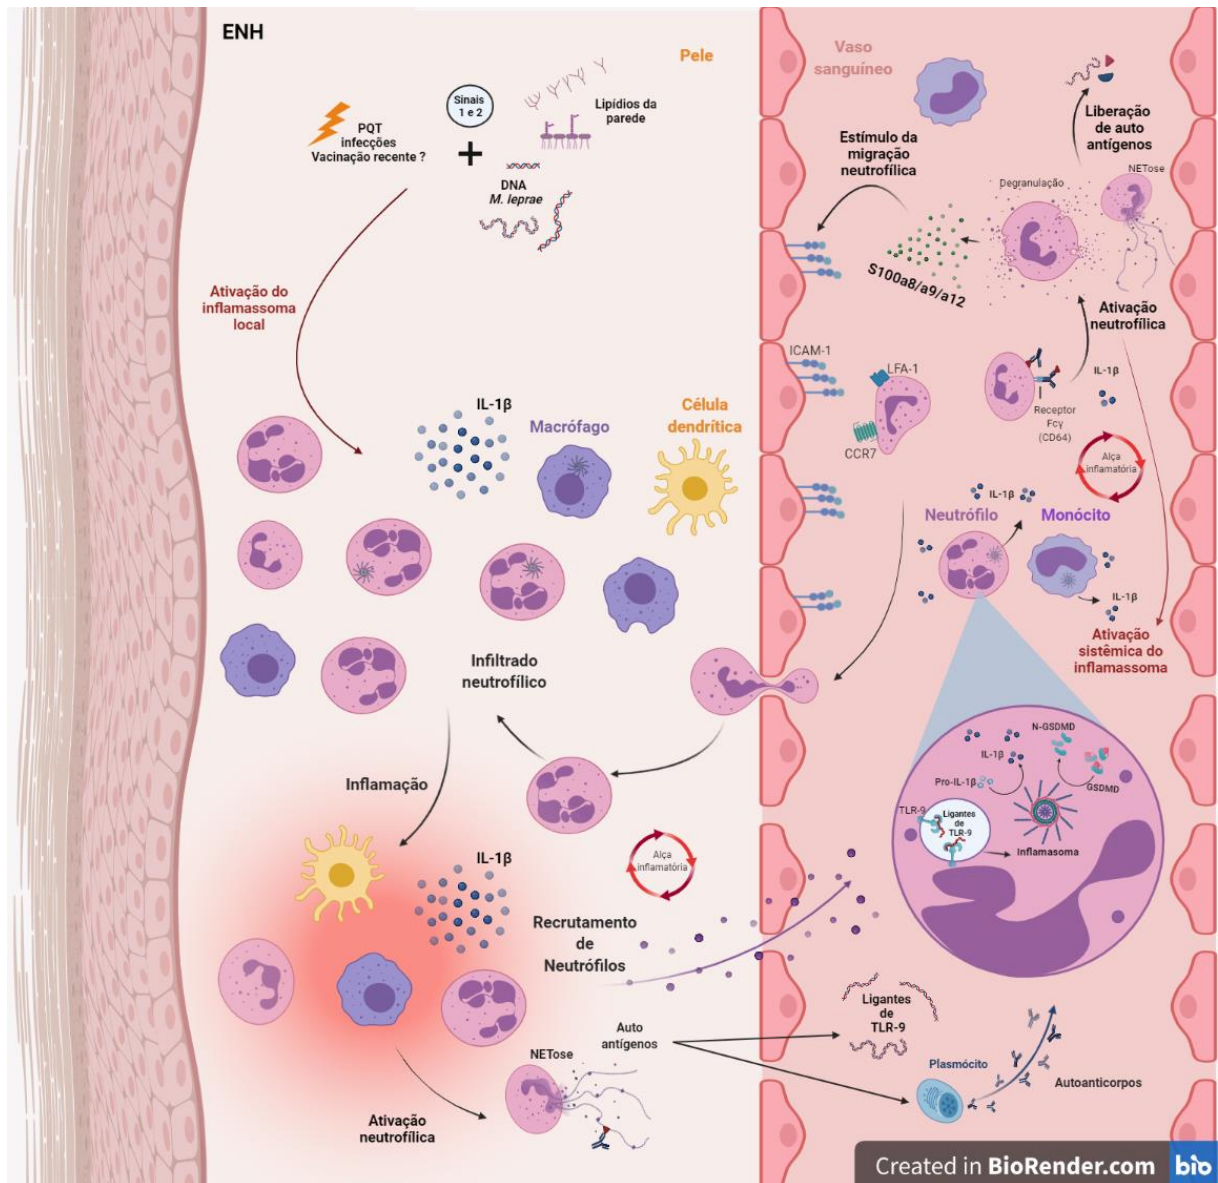 ENH
Pele
Sinais
1 e 2
PQT
infecções
Vacinação recente ?
+
Lipídios da
parede
DNA
M. leprae
Ativação do
inflamassoma
local
IL-1β
Macrófago
Célula
dendrítica
Infiltrado
neutrofílico
Inflamação
IL-1β
Alça
inflamatória
Recrutamento
de
Neutrófilos
Auto
antígenos
NETose
Ativação
neutrofílica
Vaso
sanguíneo
Liberação
de auto
antígenos
Estímulo da
migração
neutrofílica
Degranulação
NETose
S100a8/a9/a12
Ativação
neutrofílica
ICAM-1
LFA-1
CCR7
IL-1β
Receptor
Fcγ
(CD64)
Alça
inflamatória
IL-1β
Neutrófilo
Monócito
IL-1β
Ativação
sistêmica do
inflamassoma
N-GSDMD
IL-1β
Pro-IL-1β
GSDMD
TLR-9
Ligantes
de
TLR-9
Inflamasoma
Ligantes
de
TLR-9
Plasmócito
Autoanticorpos
Created in BioRender.com bio